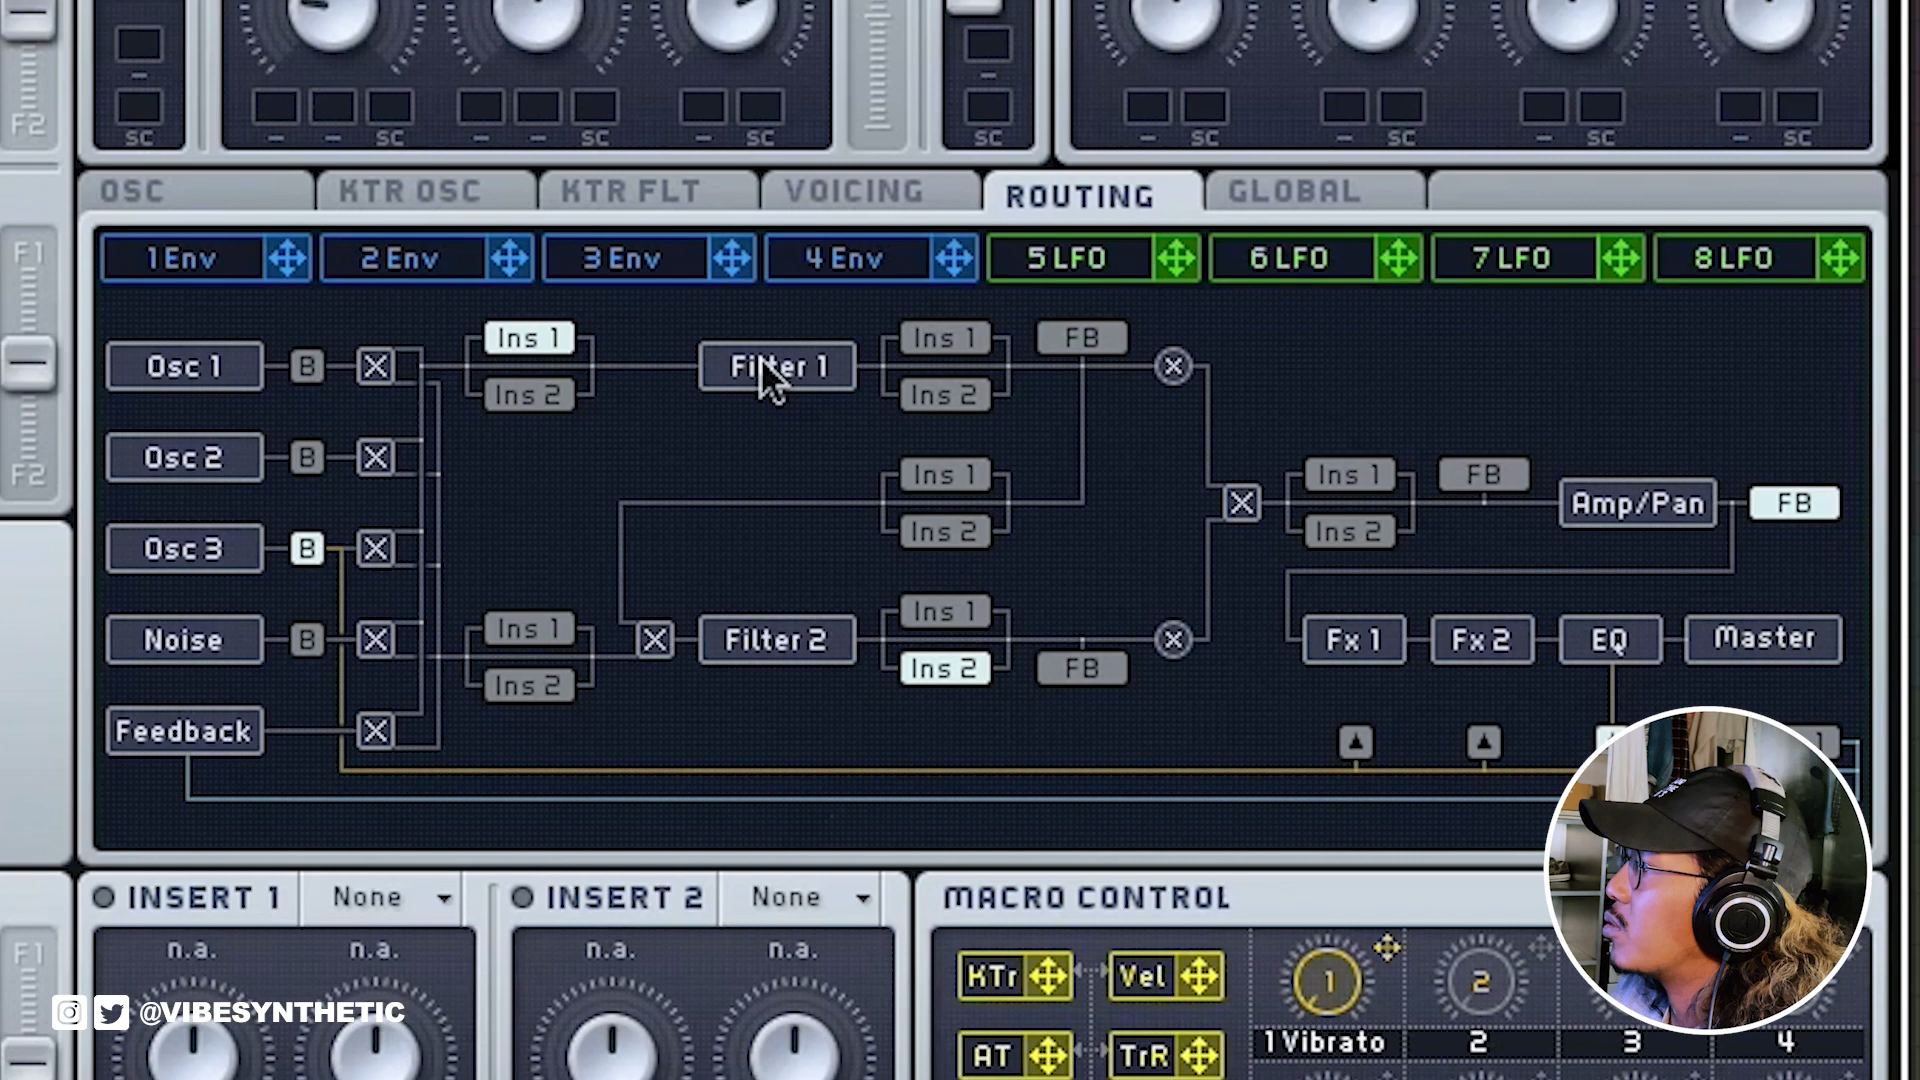 F2
SC
–
–
–
SC
–
–
SC
–
SC
–
SC
–
SC
–
SC
–
SC
–
SC
OSC KTR OSC KTR FLT VOICING ROUTING GLOBAL
F1
1 Env 2 Env 3 Env 4 Env 5 LFO 6 LFO 7 LFO 8 LFO
Ins 1 Ins 1 FB
Osc 1 B Filter 1
Ins 2 Ins 2
Osc 2 B
F2
Ins 1 Ins 1 FB
Amp/Pan FB
Ins 2 Ins 2
Osc 3 B
Ins 1 Ins 1
Noise B Filter 2 Fx 1 Fx 2 EQ Master
Ins 2 Ins 2 FB
Feedback
1
INSERT 1 None INSERT 2 None MACRO CONTROL
F1
n.a. n.a. n.a. n.a.
KTr Vel 1 2
@VIBESYNTHETIC
AT TrR 1 Vibrato 2 3 4